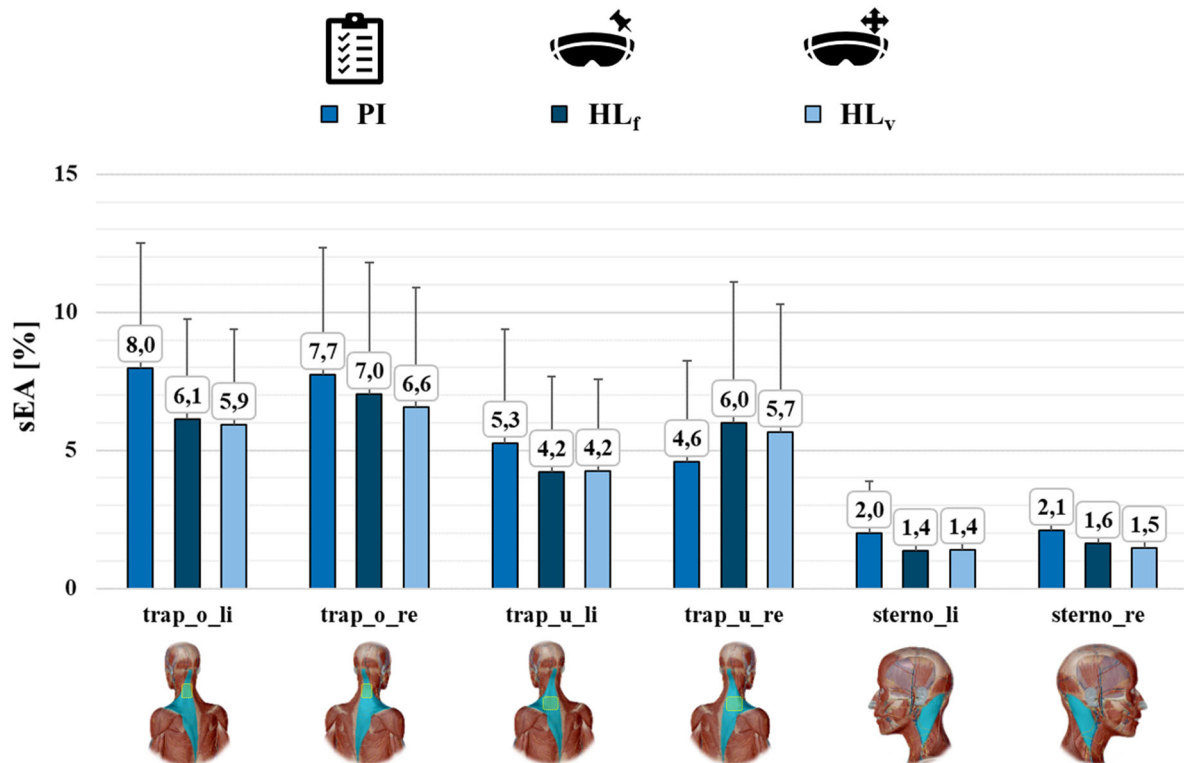 PI HL_f HL_v
sEA [%]
15
10
5
0
8,0 6,1 5,9
7,7 7,0 6,6
5,3 4,2 4,2
4,6 6,0 5,7
2,0 1,4 1,4
2,1 1,6 1,5
trap_o_li trap_o_re trap_u_li trap_u_re sterno_li sterno_re